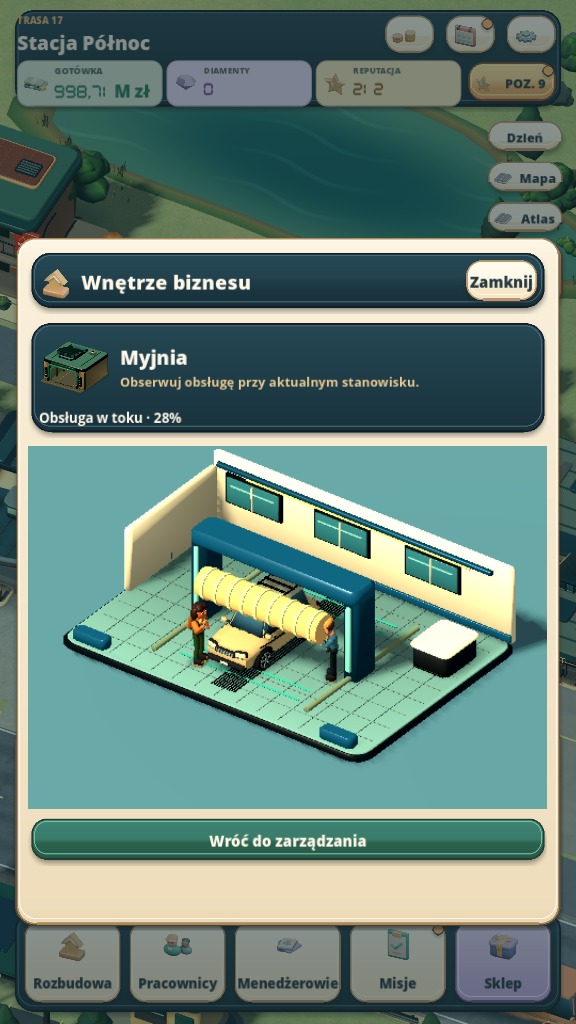 TRASA 17
Stacja Północ
GOTÓWKA
998,71 M zł
DIAMENTY
0
REPUTACJA
POZ. 9
Dzień
Mapa
Atlas
Wnętrze biznesu
Zamknij
Myjnia
Obserwuj obsługę przy aktualnym stanowisku.
Obsługa w toku · 28%
Wróć do zarządzania
Rozbudowa
Pracownicy
Menedżerowie
Misje
Sklep